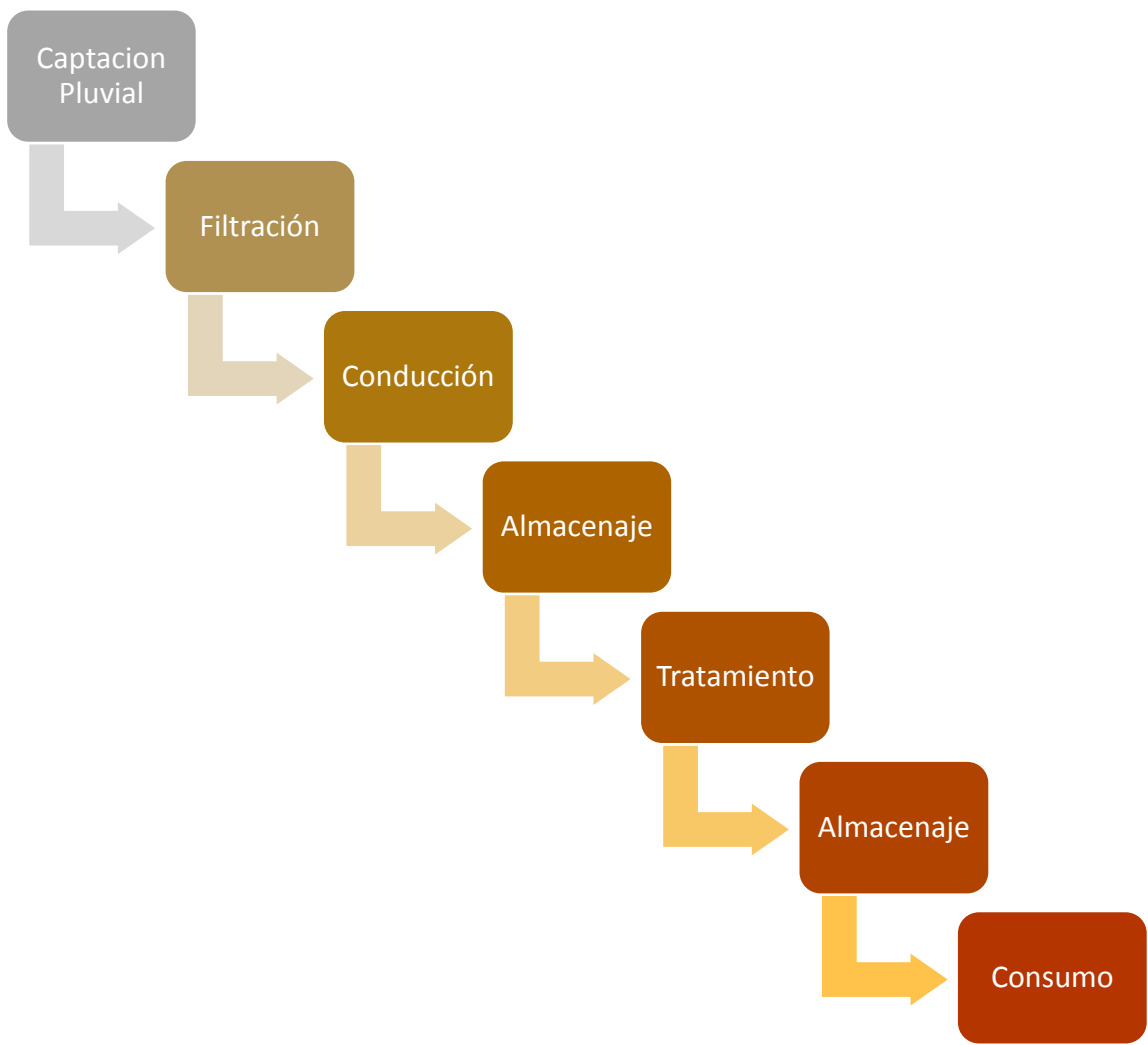 Captacion
Pluvial
Filtración
Conducción
Almacenaje
Tratamiento
Almacenaje
Consumo